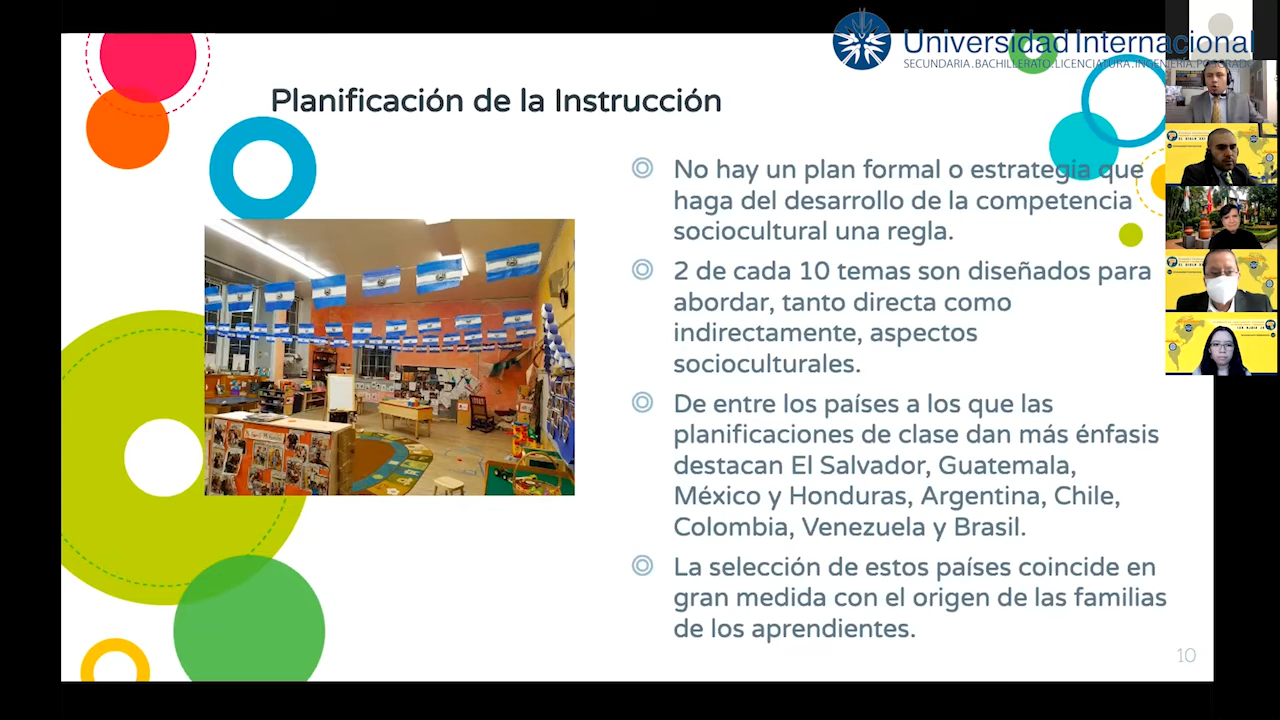 Universidad Internacional
SECUNDARIA.BACHILLERATO.LICENCIATURA.INGENIERÍA.POSGRADO
Planificación de la Instrucción
No hay un plan formal o estrategia que
haga del desarrollo de la competencia
sociocultural una regla.
2 de cada 10 temas son diseñados para
abordar, tanto directa como
indirectamente, aspectos
socioculturales.
De entre los países a los que las
planificaciones de clase dan más énfasis
destacan El Salvador, Guatemala,
México y Honduras, Argentina, Chile,
Colombia, Venezuela y Brasil.
La selección de estos países coincide en
gran medida con el origen de las familias
de los aprendientes.
10